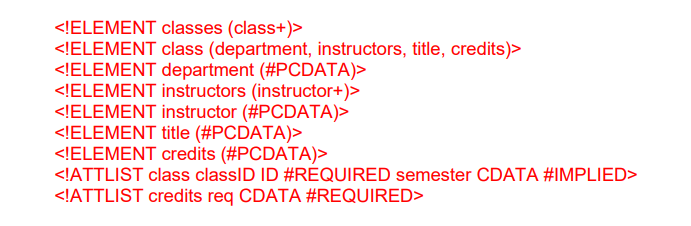 <!ELEMENT classes (class+)>
<!ELEMENT class (department, instructors, title, credits)>
<!ELEMENT department (#PCDATA)>
<!ELEMENT instructors (instructor+)>
<!ELEMENT instructor (#PCDATA)>
<!ELEMENT title (#PCDATA)>
<!ELEMENT credits (#PCDATA)>
<!ATTLIST class classID ID #REQUIRED semester CDATA #IMPLIED>
<!ATTLIST credits req CDATA #REQUIRED>